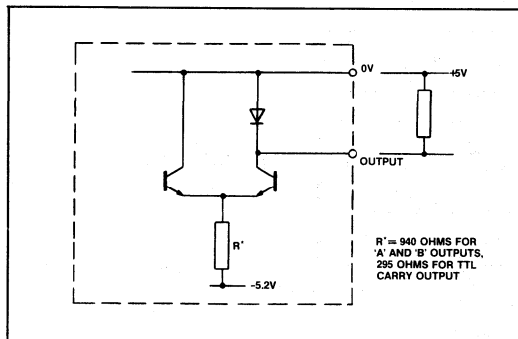 0V
+5V
OUTPUT
R*
-5.2V
R*= 940 OHMS FOR
'A' AND 'B' OUTPUTS,
295 OHMS FOR TTL
CARRY OUTPUT